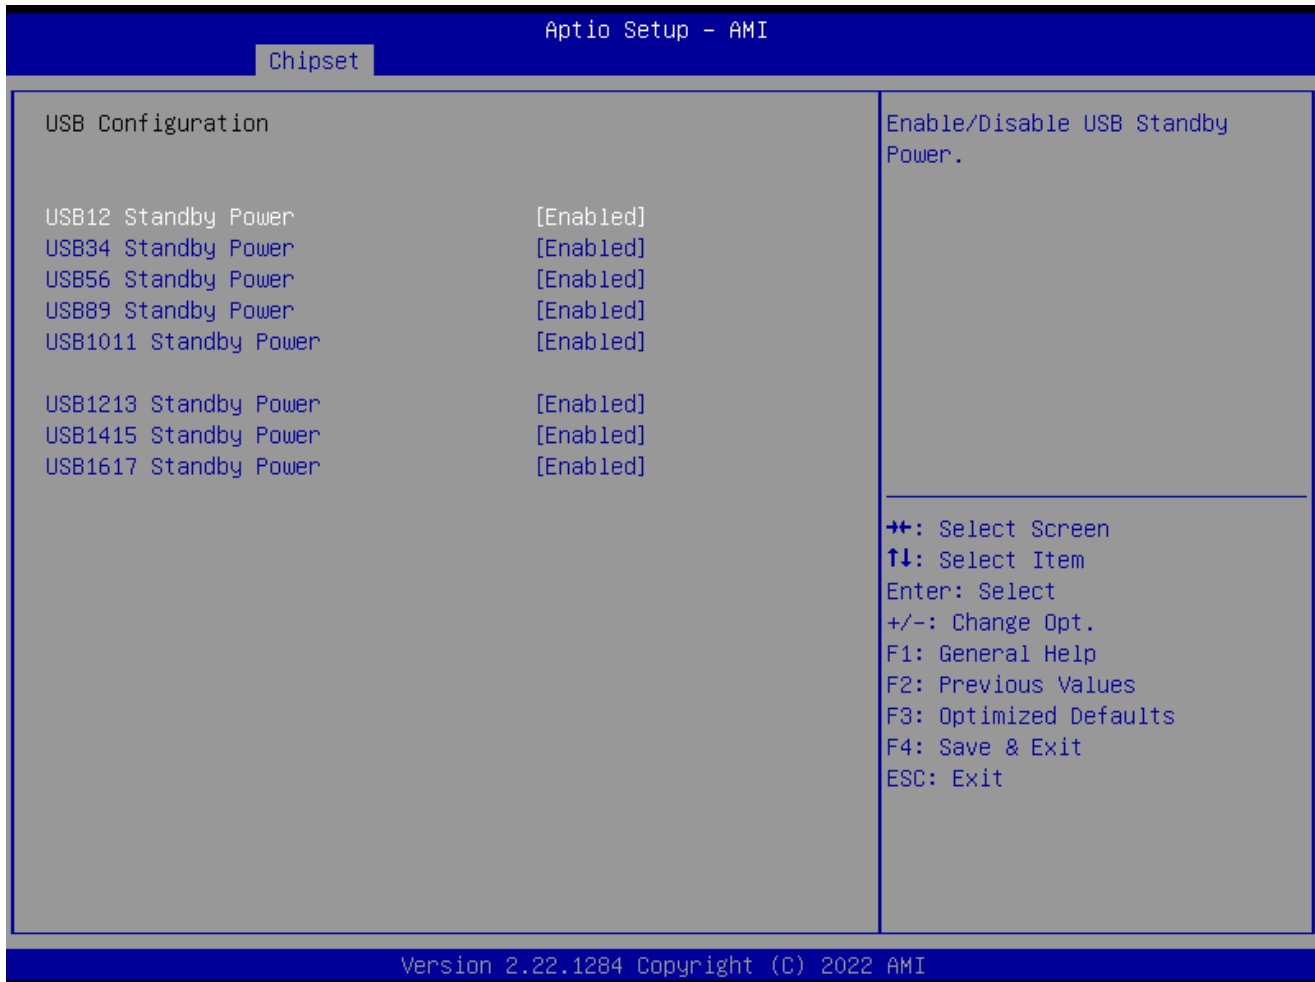 Aptio Setup – AMI
Chipset
USB Configuration
USB12 Standby Power [Enabled]
USB34 Standby Power [Enabled]
USB56 Standby Power [Enabled]
USB89 Standby Power [Enabled]
USB1011 Standby Power [Enabled]
USB1213 Standby Power [Enabled]
USB1415 Standby Power [Enabled]
USB1617 Standby Power [Enabled]
Enable/Disable USB Standby
Power.
→←: Select Screen
↑↓: Select Item
Enter: Select
+/-: Change Opt.
F1: General Help
F2: Previous Values
F3: Optimized Defaults
F4: Save & Exit
ESC: Exit
Version 2.22.1284 Copyright (C) 2022 AMI